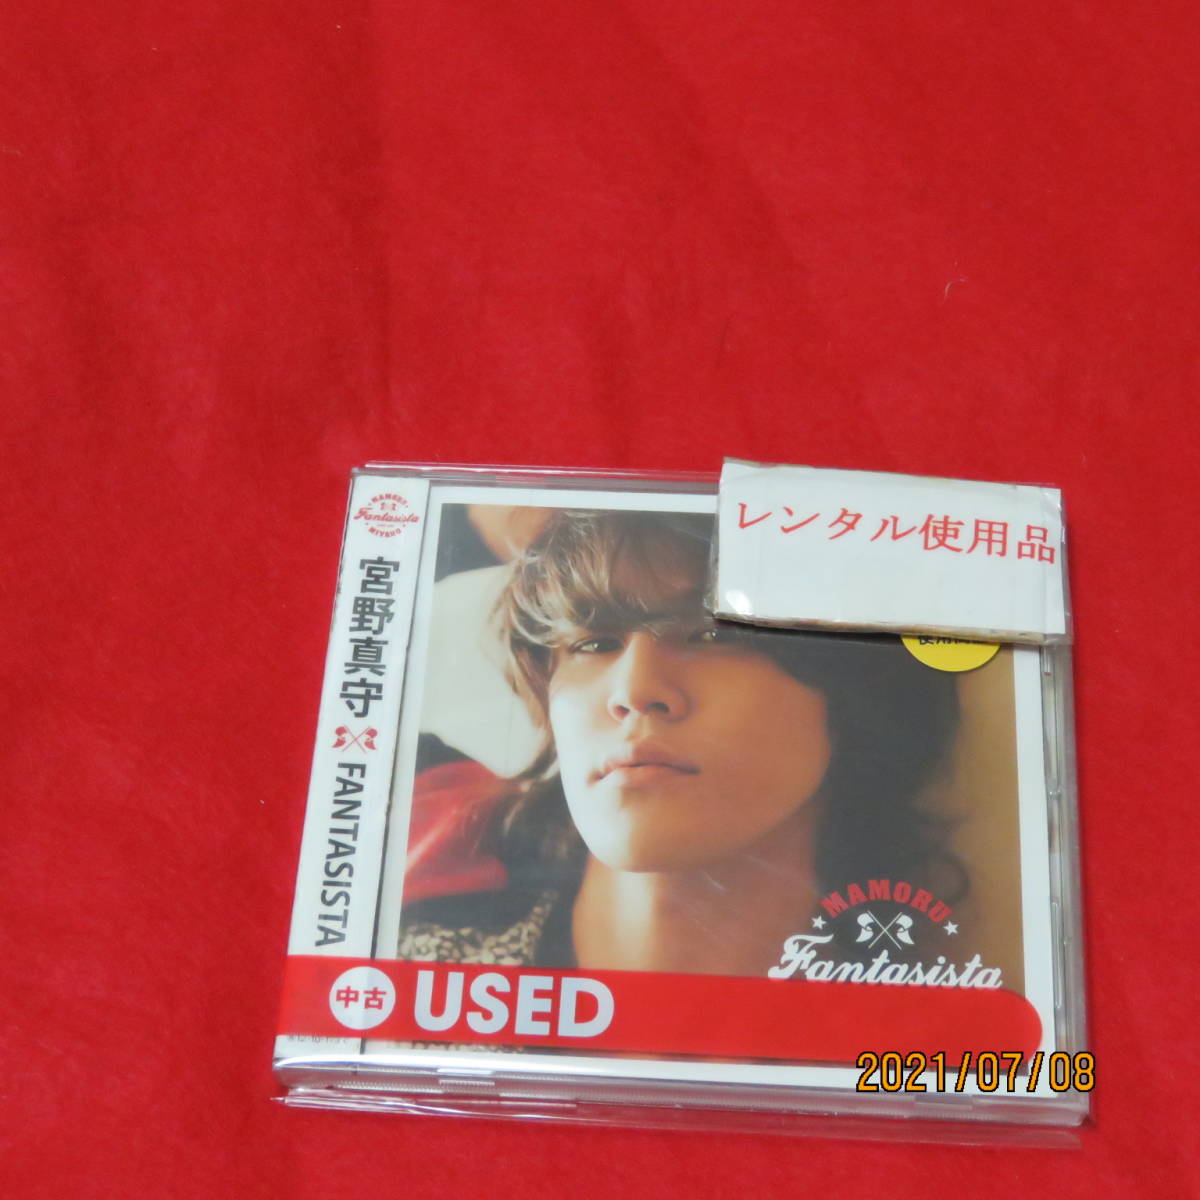 レンタル使用品
MAMORU
Fantasista
MIYANO
宮野真守
FANTASISTA
MAMORU
Fantasista
中古
USED
2021/07/08